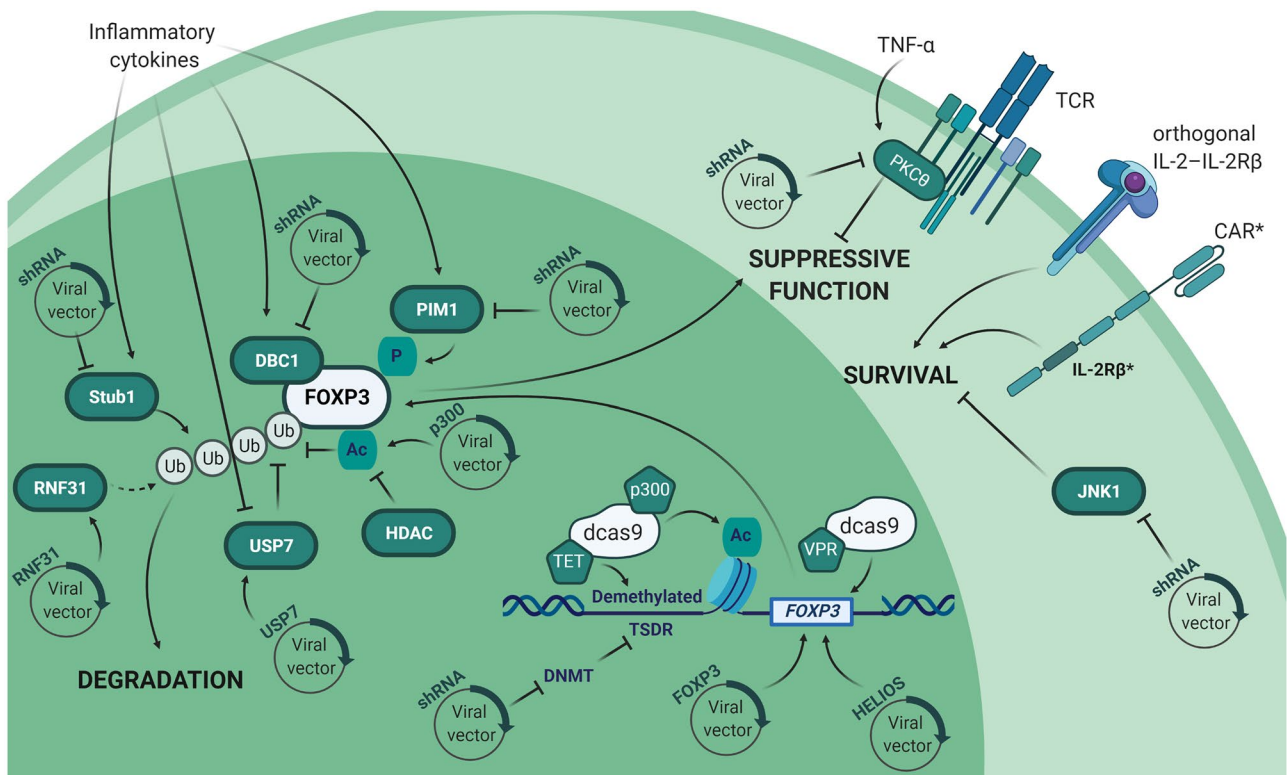 Inflammatory
cytokines
TNF-α
TCR
orthogonal
IL-2–IL-2Rβ
CAR*
shRNA
Viral
vector
PKCθ
SUPPRESSIVE
FUNCTION
shRNA
Viral
vector
shRNA
Viral
vector
PIM1
shRNA
Viral
vector
DBC1
P
Stub1
FOXP3
SURVIVAL
IL-2Rβ*
Ub
Ub
Ub
Ub
Ac
p300
Viral
vector
RNF31
USP7
HDAC
JNK1
p300
dcas9
TET
Ac
VPR
dcas9
Demethylated
TSDR
FOXP3
RNF31
Viral
vector
USP7
Viral
vector
shRNA
Viral
vector
DEGRADATION
DNMT
shRNA
Viral
vector
FOXP3
Viral
vector
HELIOS
Viral
vector